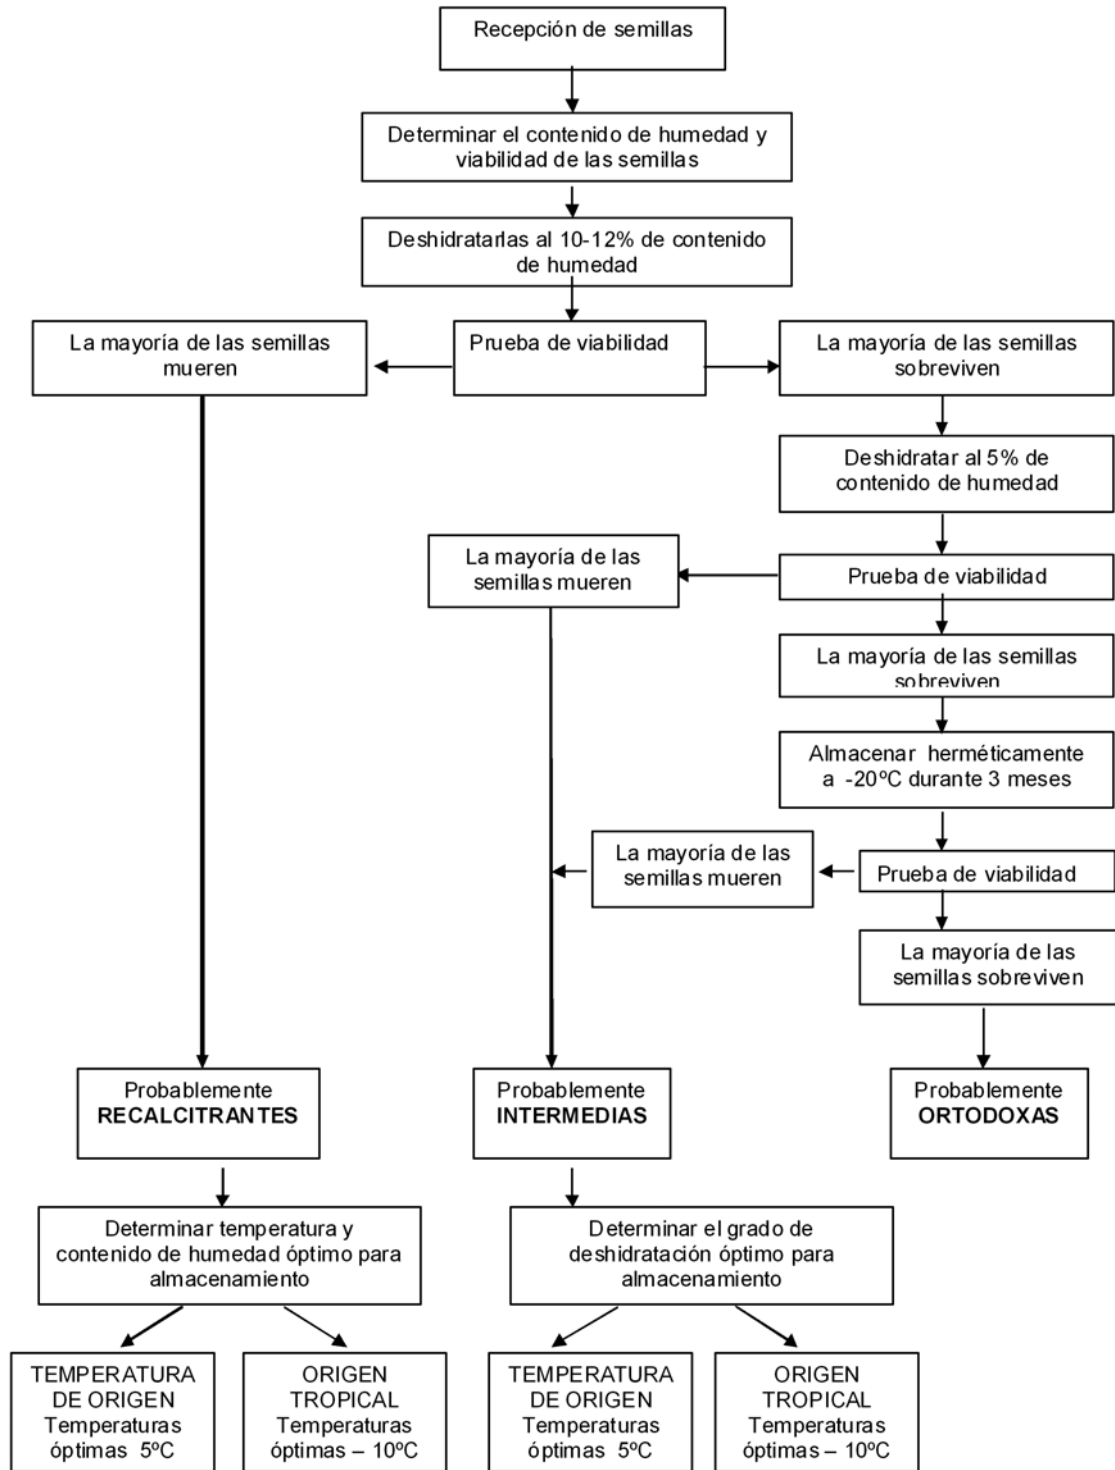 Recepción de semillas
Determinar el contenido de humedad y
viabilidad de las semillas
Deshidratarlas al 10-12% de contenido
de humedad
La mayoría de las semillas
mueren
Prueba de viabilidad
La mayoría de las semillas
sobreviven
Deshidratar al 5% de
contenido de humedad
La mayoría de las
semillas mueren
Prueba de viabilidad
La mayoría de las semillas
sobreviven
Almacenar herméticamente
a -20ºC durante 3 meses
La mayoría de las
semillas mueren
Prueba de viabilidad
La mayoría de las
semillas sobreviven
Probablemente
RECALCITRANTES
Probablemente
INTERMEDIAS
Probablemente
ORTODOXAS
Determinar temperatura y
contenido de humedad óptimo para
almacenamiento
Determinar el grado de
deshidratación óptimo para
almacenamiento
TEMPERATURA
DE ORIGEN
Temperaturas
óptimas 5ºC
ORIGEN
TROPICAL
Temperaturas
óptimas – 10ºC
TEMPERATURA
DE ORIGEN
Temperaturas
óptimas 5ºC
ORIGEN
TROPICAL
Temperaturas
óptimas – 10ºC